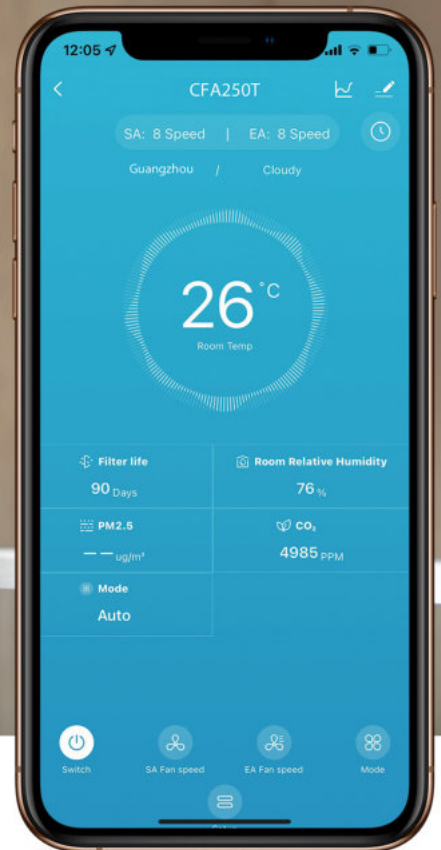 12:05
CFA250T
SA: 8 Speed | EA: 8 Speed
Guangzhou / Cloudy
26 °C
Room Temp
Filter life
90 Days
Room Relative Humidity
76 %
PM2.5
— — ug/m³
CO₂
4985 PPM
Mode
Auto
Switch
SA Fan speed
EA Fan speed
Mode